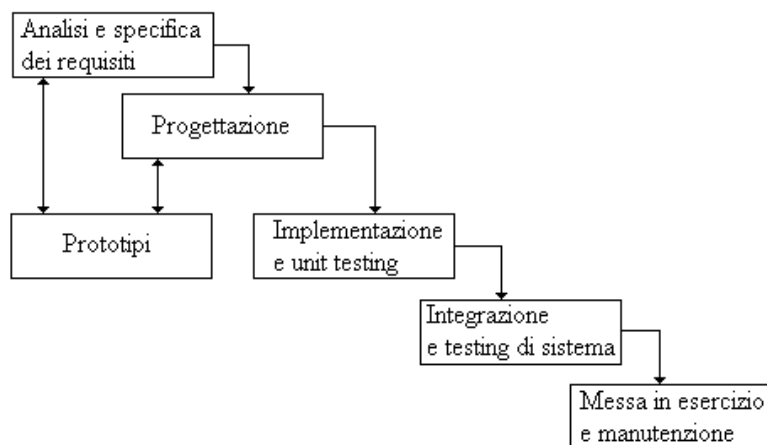 Analisi e specifica
dei requisiti
Progettazione
Prototipi
Implementazione
e unit testing
Integrazione
e testing di sistema
Messa in esercizio
e manutenzione